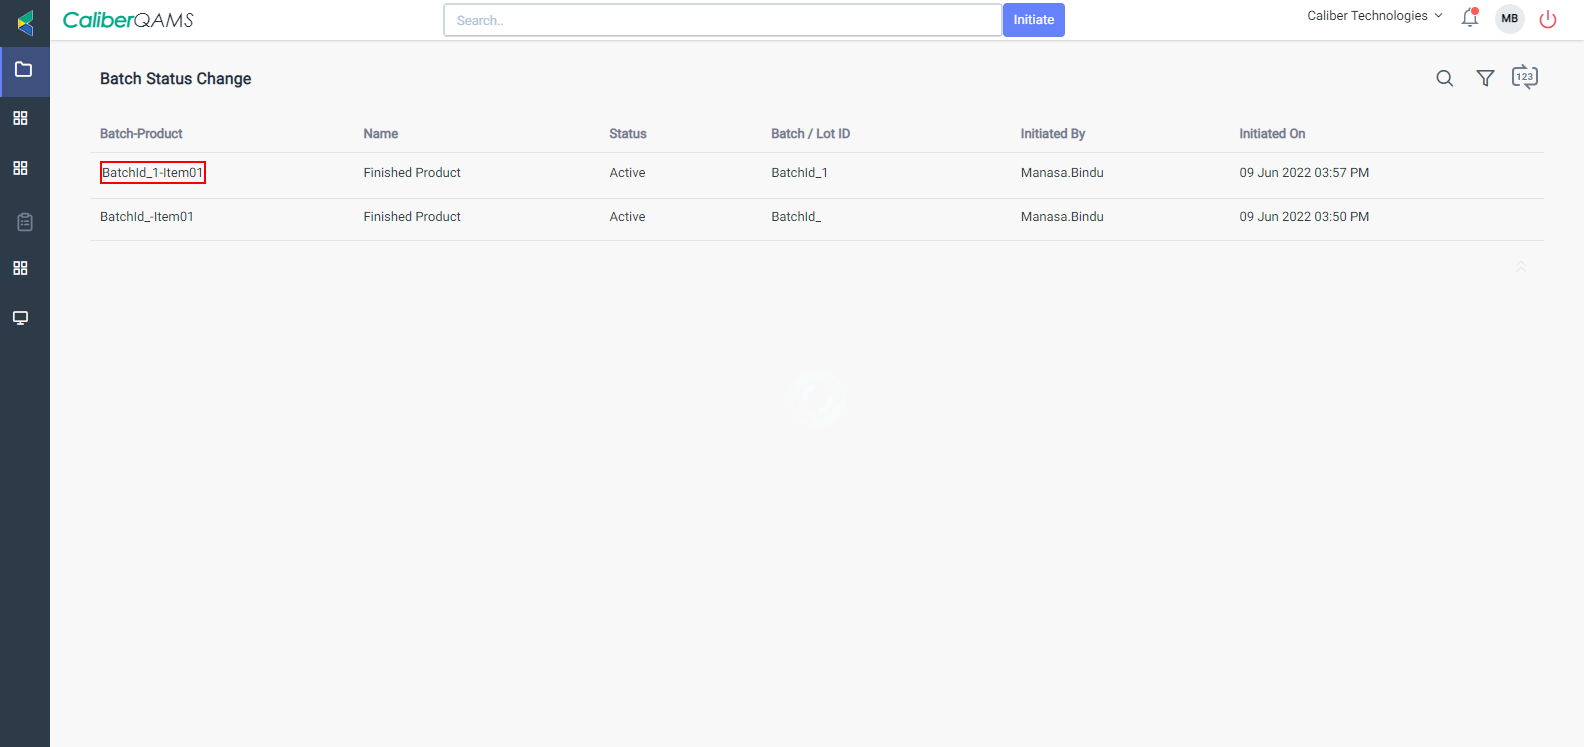 CaliberQAMS
Search..
Initiate
Caliber Technologies
MB
Batch Status Change
123
Batch-Product Name Status Batch / Lot ID Initiated By Initiated On
BatchId_1-Item01 Finished Product Active BatchId_1 Manasa.Bindu 09 Jun 2022 03:57 PM
BatchId_-Item01 Finished Product Active BatchId_ Manasa.Bindu 09 Jun 2022 03:50 PM